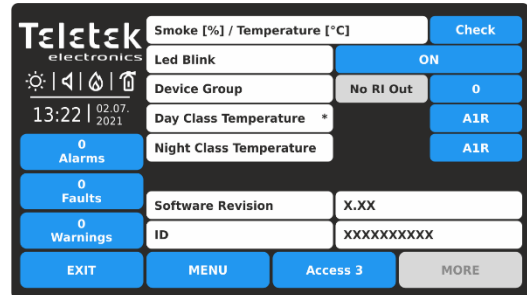 Teletek
electronics
13:22 02.07.
2021
0
Alarms
0
Faults
0
Warnings
Smoke [%] / Temperature [°C] Check
Led Blink ON
Device Group No RI Out 0
Day Class Temperature * A1R
Night Class Temperature A1R
Software Revision X.XX
ID XXXXXXXXXX
EXIT MENU Access 3 MORE